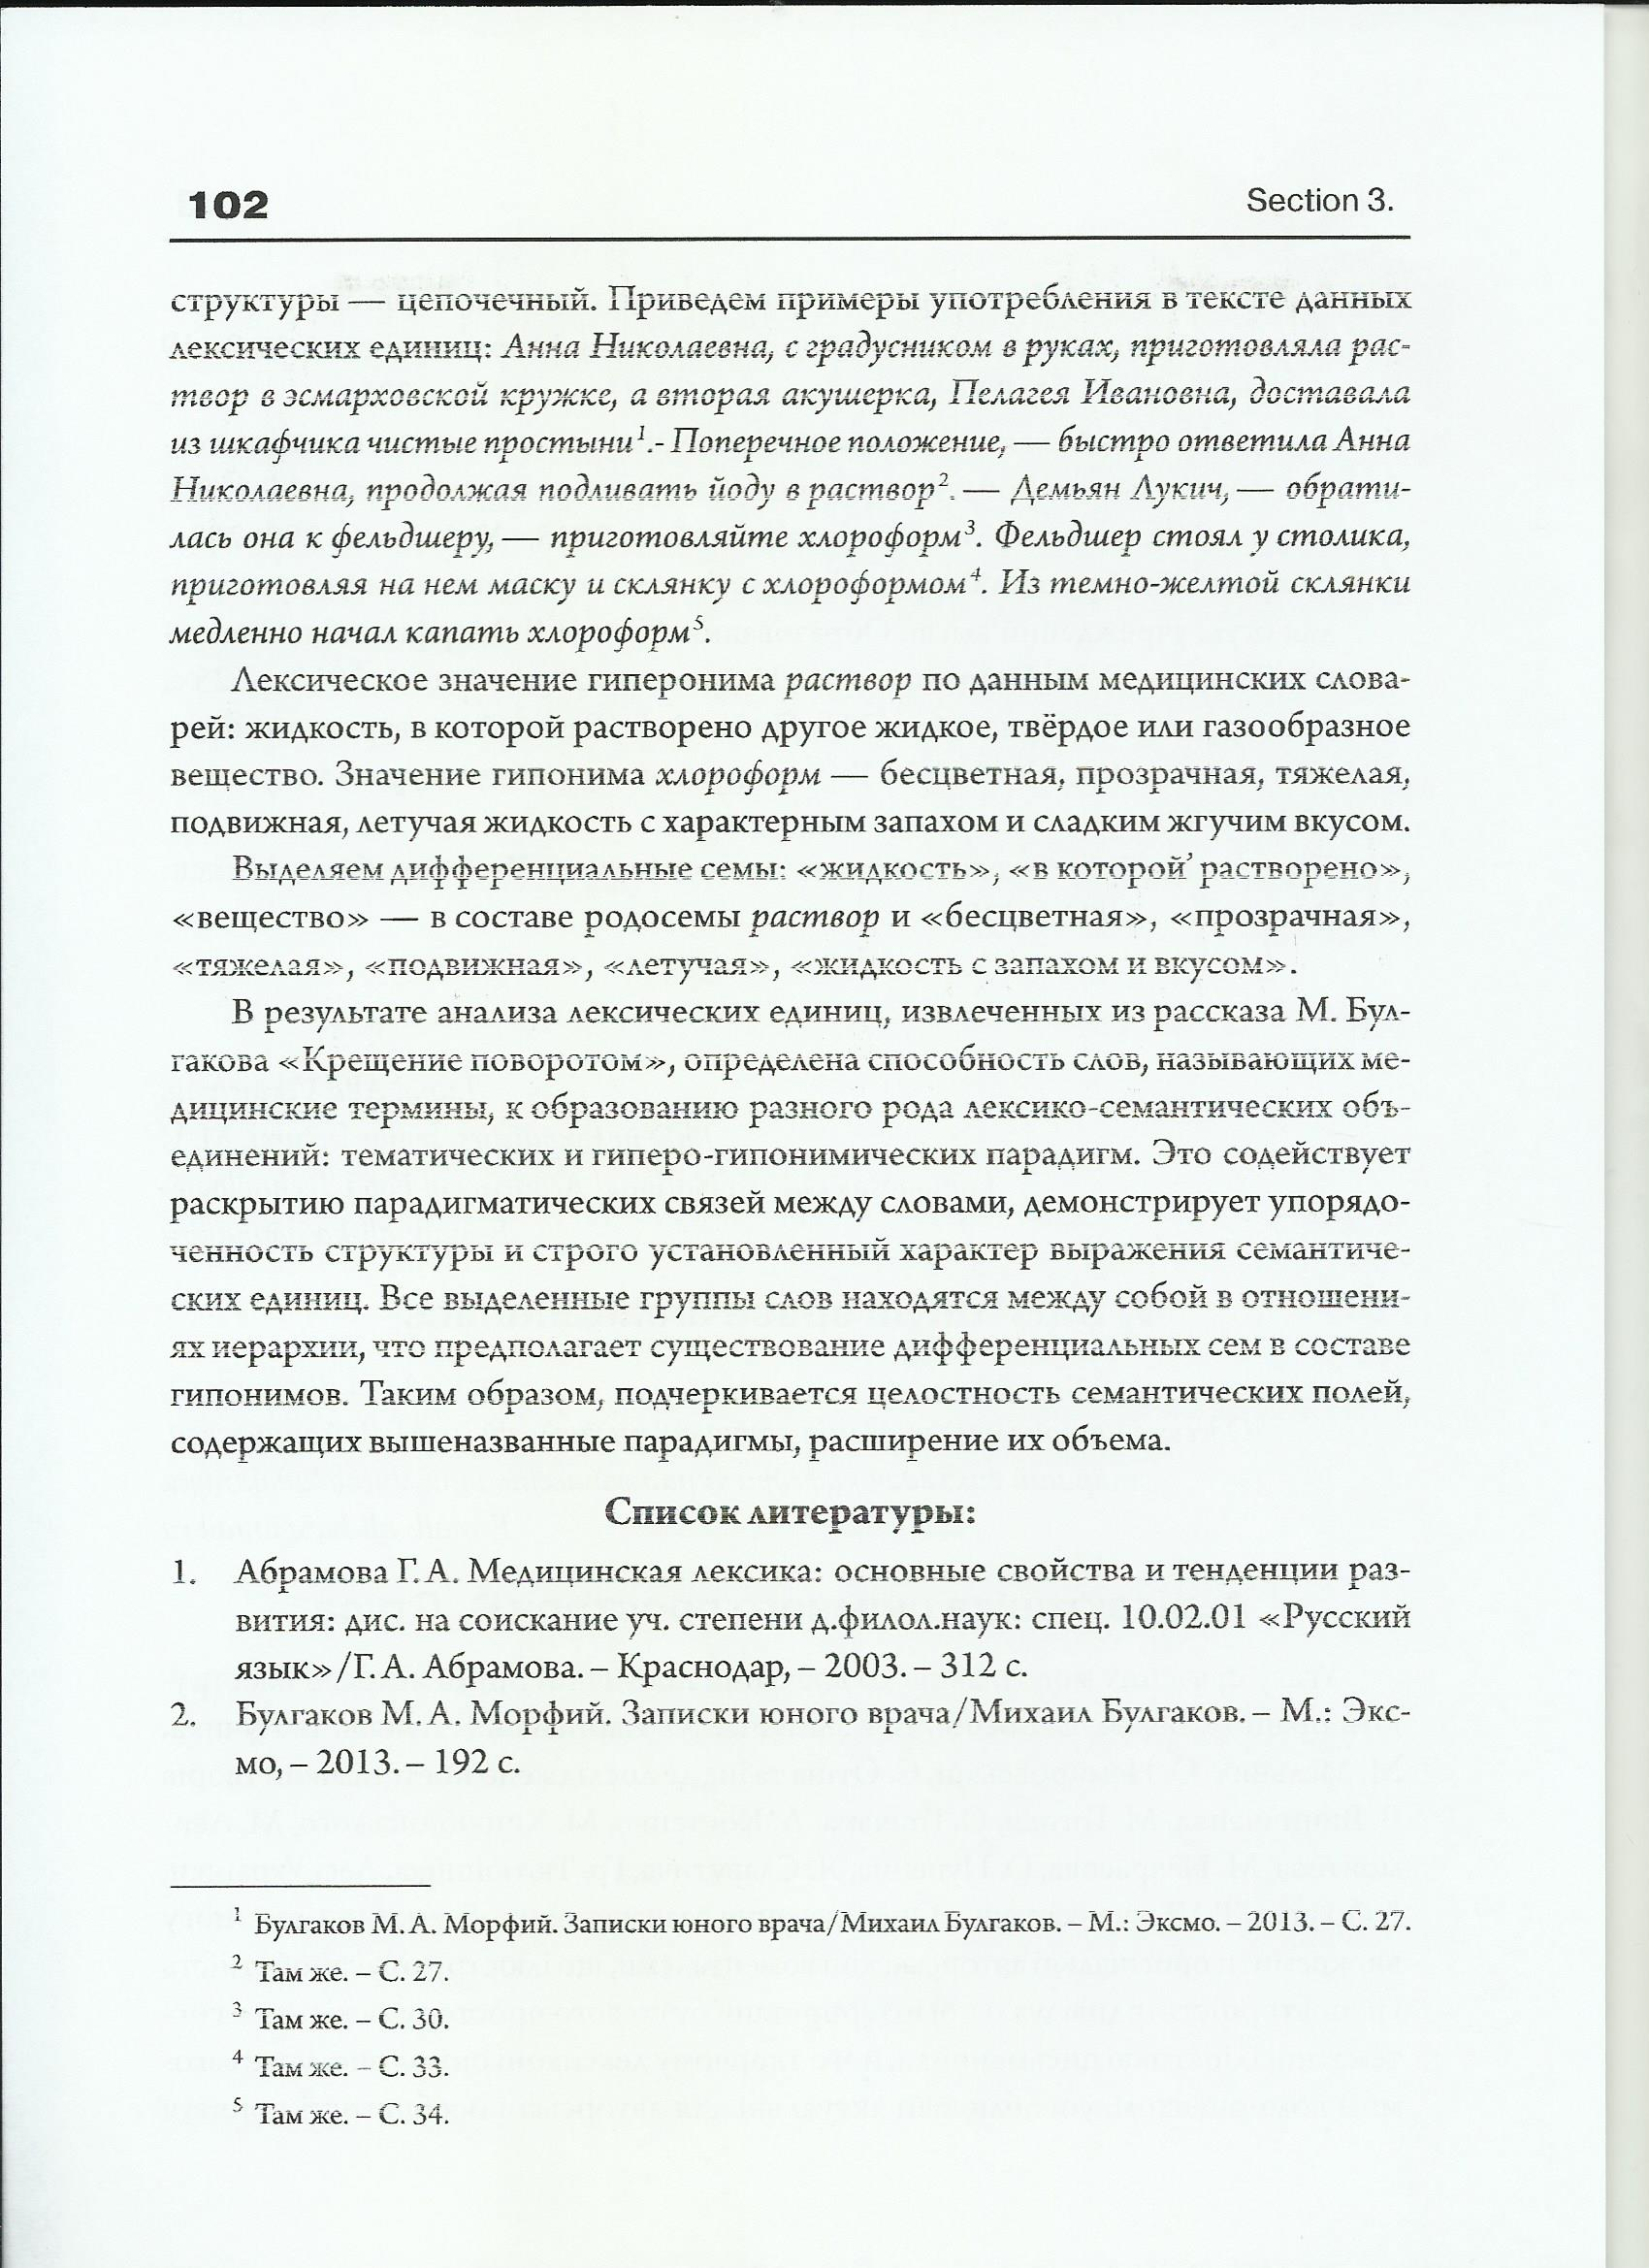 102
Section 3.
структуры — цепочечный. Приведем примеры употребления в тексте данных
лексических единиц: Анна Николаевна, с градусником в руках, приготовляла рас-
твор в эсмарховской кружке, а вторая акушерка, Пелагея Ивановна, доставала
из шкафчика чистые простыни¹.- Поперечное положение, — быстро ответила Анна
Николаевна, продолжая подливать йоду в раствор². — Демьян Лукич, — обрати-
лась она к фельдшеру, — приготовляйте хлороформ³. Фельдшер стоял у столика,
приготовляя на нем маску и склянку с хлороформом⁴. Из темно-желтой склянки
медленно начал капать хлороформ⁵.
Лексическое значение гиперонима раствор по данным медицинских слова-
рей: жидкость, в которой растворено другое жидкое, твёрдое или газообразное
вещество. Значение гипонима хлороформ — бесцветная, прозрачная, тяжелая,
подвижная, летучая жидкость с характерным запахом и сладким жгучим вкусом.
Выделяем дифференциальные семы: «жидкость», «в которой растворено»,
«вещество» — в составе родосемы раствор и «бесцветная», «прозрачная»,
«тяжелая», «подвижная», «летучая», «жидкость с запахом и вкусом».
В результате анализа лексических единиц, извлеченных из рассказа М. Бул-
гакова «Крещение поворотом», определена способность слов, называющих ме-
дицинские термины, к образованию разного рода лексико-семантических объ-
единений: тематических и гиперо-гипонимических парадигм. Это содействует
раскрытию парадигматических связей между словами, демонстрирует упорядо-
ченность структуры и строго установленный характер выражения семантиче-
ских единиц. Все выделенные группы слов находятся между собой в отношени-
ях иерархии, что предполагает существование дифференциальных сем в составе
гипонимов. Таким образом, подчеркивается целостность семантических полей,
содержащих вышеназванные парадигмы, расширение их объема.
Список литературы:
1. Абрамова Г. А. Медицинская лексика: основные свойства и тенденции раз-
вития: дис. на соискание уч. степени д.филол.наук: спец. 10.02.01 «Русский
язык»/Г. А. Абрамова. – Краснодар, – 2003. – 312 с.
2. Булгаков М. А. Морфий. Записки юного врача/Михаил Булгаков. – М.: Экс-
мо, – 2013. – 192 с.
¹ Булгаков М. А. Морфий. Записки юного врача/Михаил Булгаков. – М.: Эксмо. – 2013. – С. 27.
² Там же. – С. 27.
³ Там же. – С. 30.
⁴ Там же. – С. 33.
⁵ Там же. – С. 34.